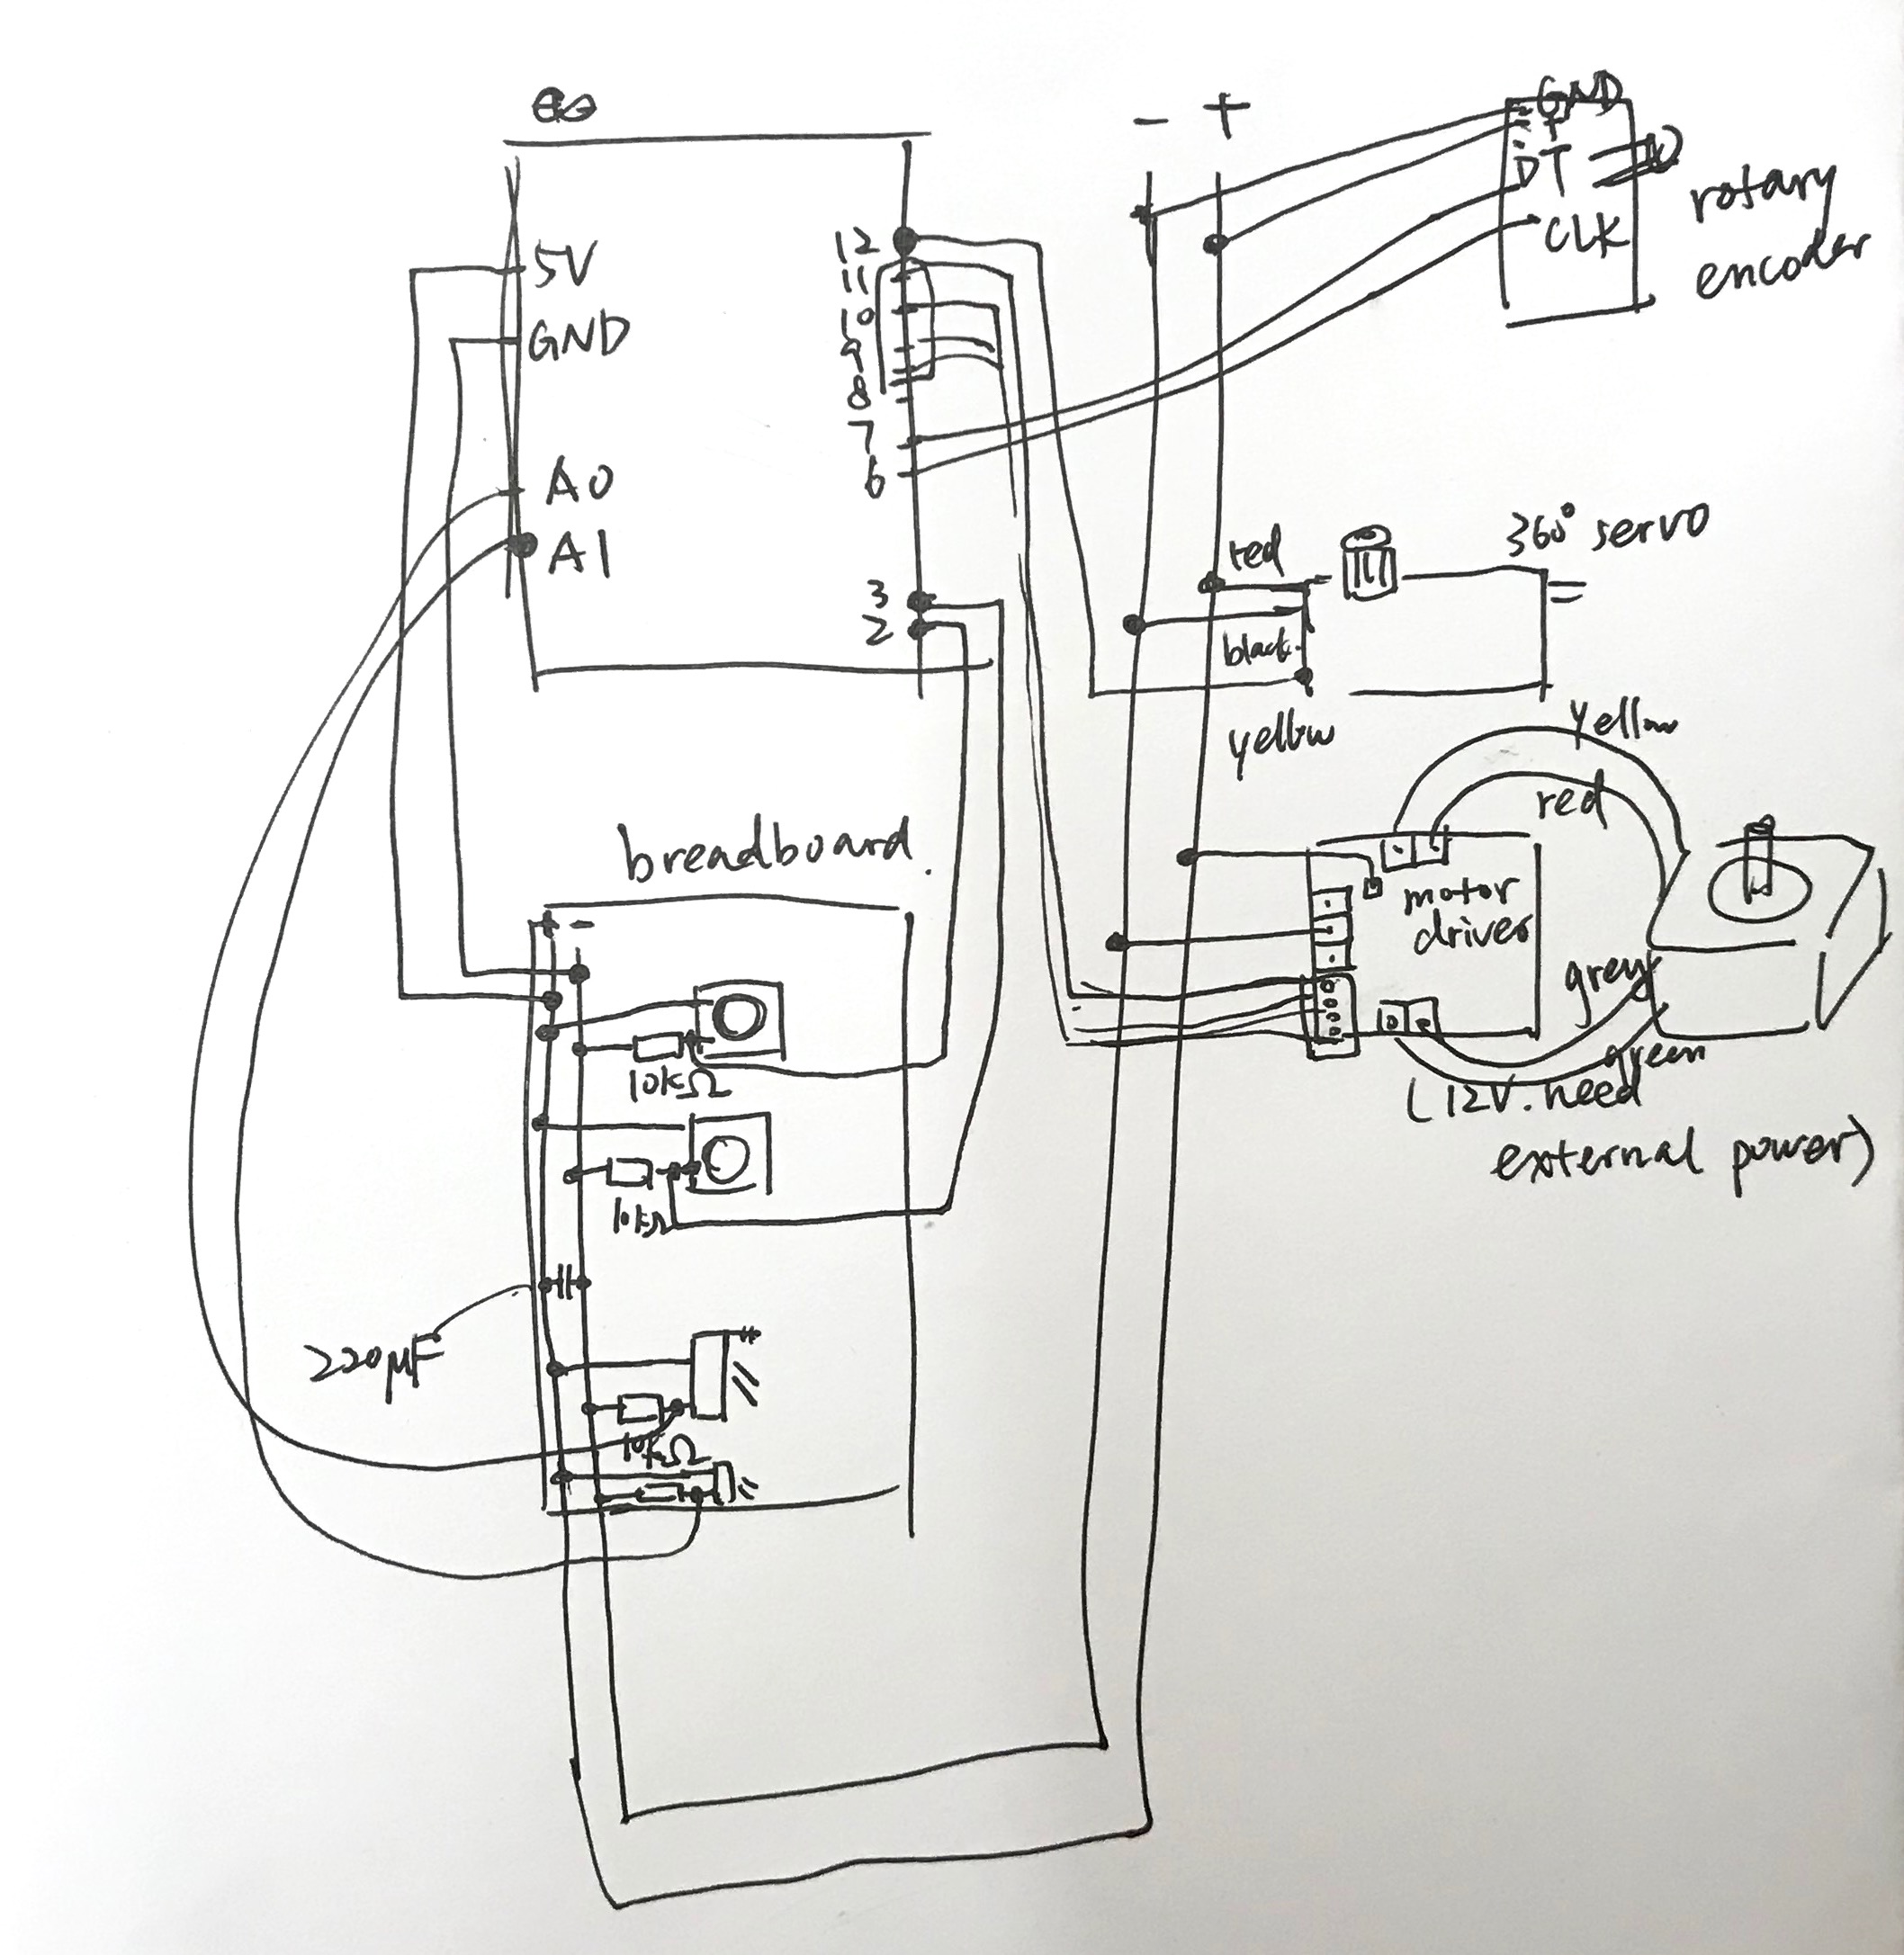 5V
GND
A0
A1
12
11
10
9
8
7
6
3
2
- +
GND
+
DT
CLK
rotary
encoder
360° servo
red
black
yellow
yellow
red
motor
driver
grey
green
(12V. need
external power)
breadboard.
+ -
10kΩ
10kΩ
220μF
10kΩ